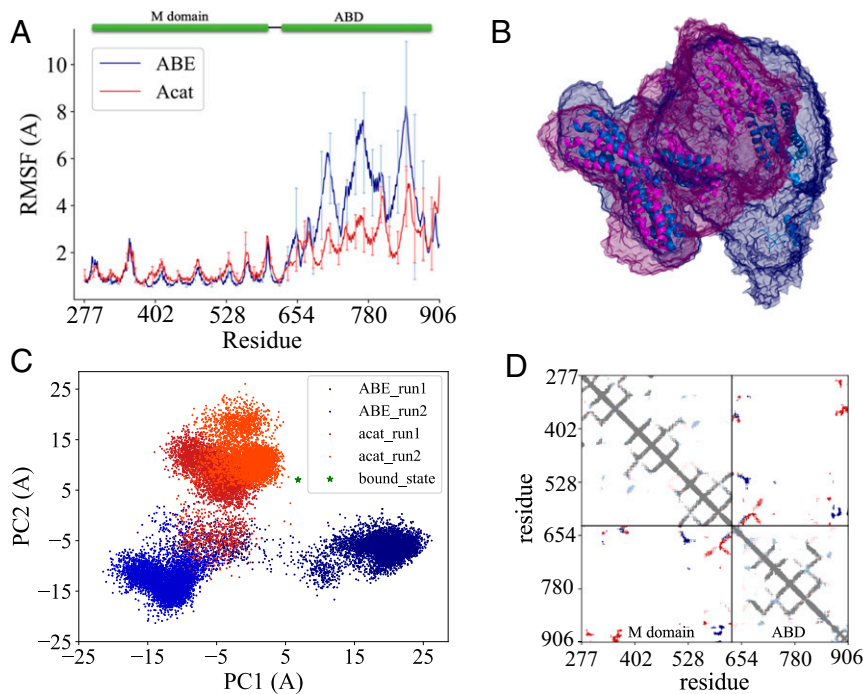 A
M domain
ABD
ABE
Acat
RMSF (A)
10
8
6
4
2
277
402
528
654
780
906
Residue
B
C
ABE_run1
ABE_run2
acat_run1
acat_run2
bound_state
PC2 (A)
25
15
5
−5
−15
−25
−25
−15
−5
5
15
25
PC1 (A)
D
residue
277
402
528
654
780
906
M domain
ABD
277
402
528
654
780
906
residue